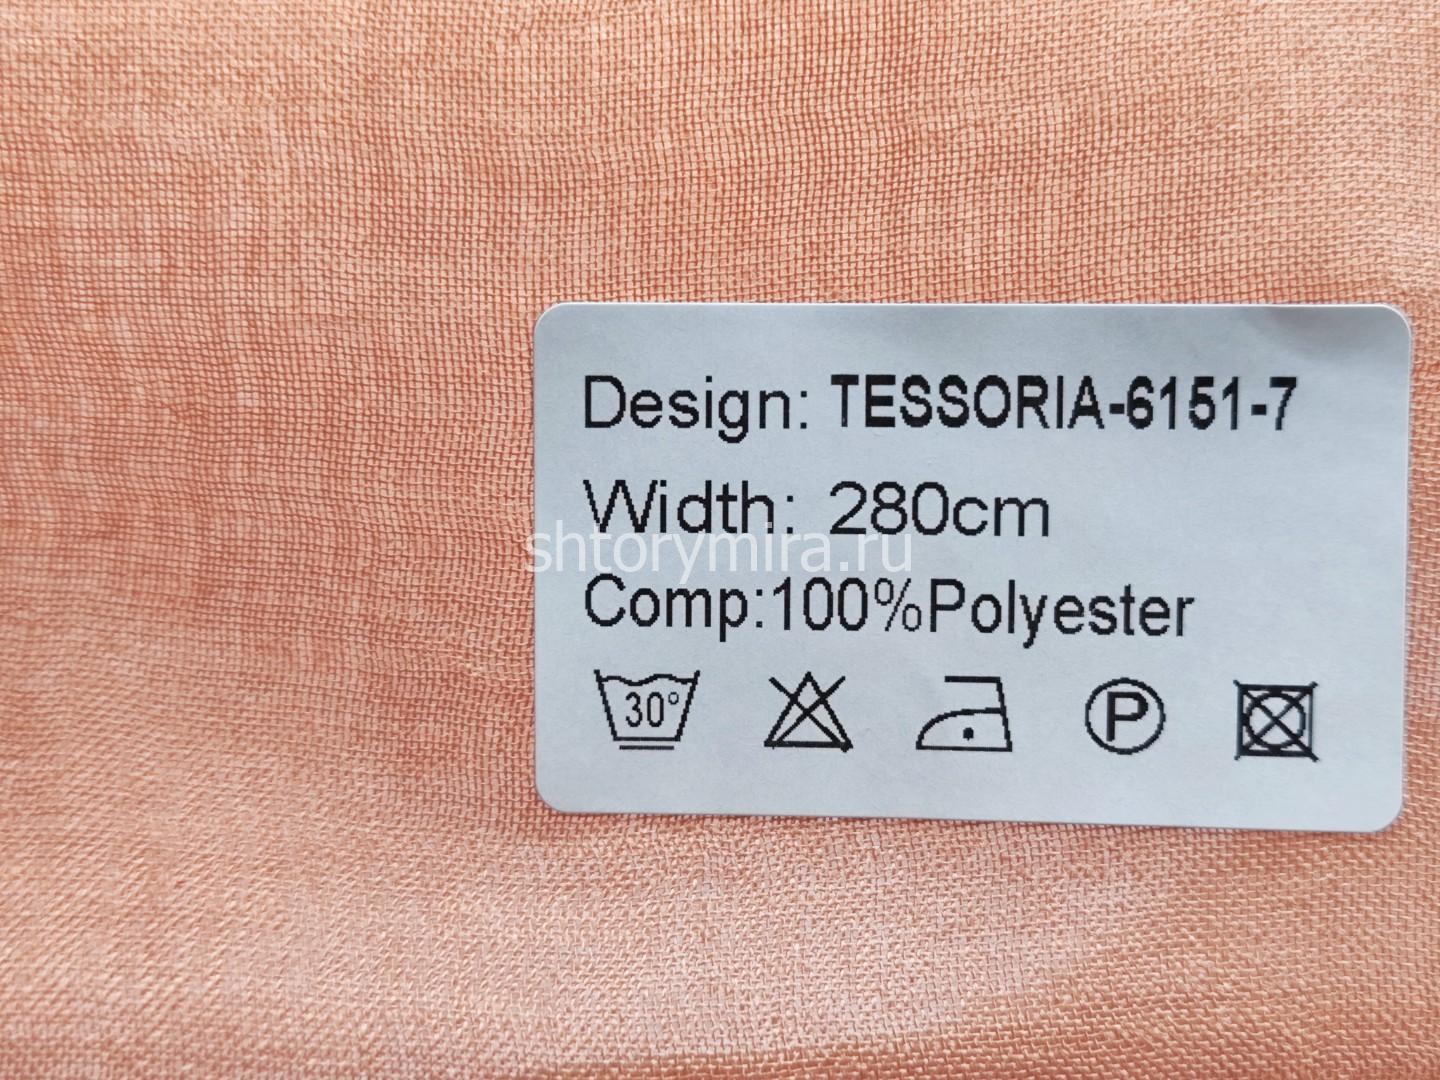 Design: TESSORIA-6151-7
Width: 280cm
shtorymira.ru
Comp:100%Polyester
30° P